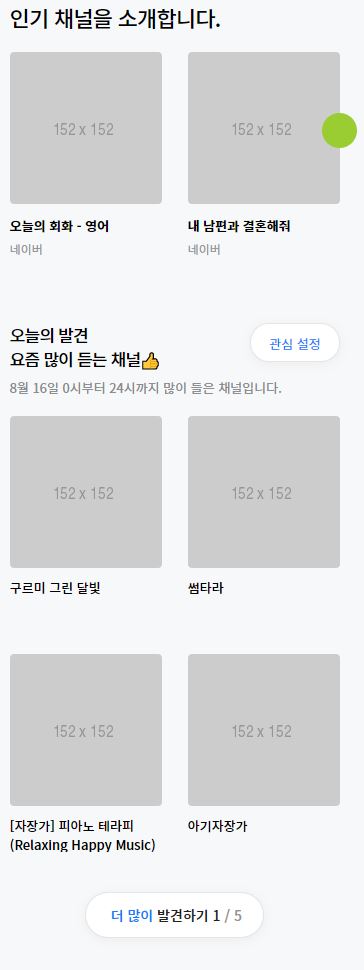 인기 채널을 소개합니다.
152 x 152
152 x 152
오늘의 회화 - 영어
내 남편과 결혼해줘
네이버
네이버
오늘의 발견
요즘 많이 듣는 채널👍
관심 설정
8월 16일 0시부터 24시까지 많이 들은 채널입니다.
152 x 152
152 x 152
구르미 그린 달빛
썸타라
152 x 152
152 x 152
[자장가] 피아노 테라피
(Relaxing Happy Music)
아기자장가
더 많이 발견하기 1 / 5